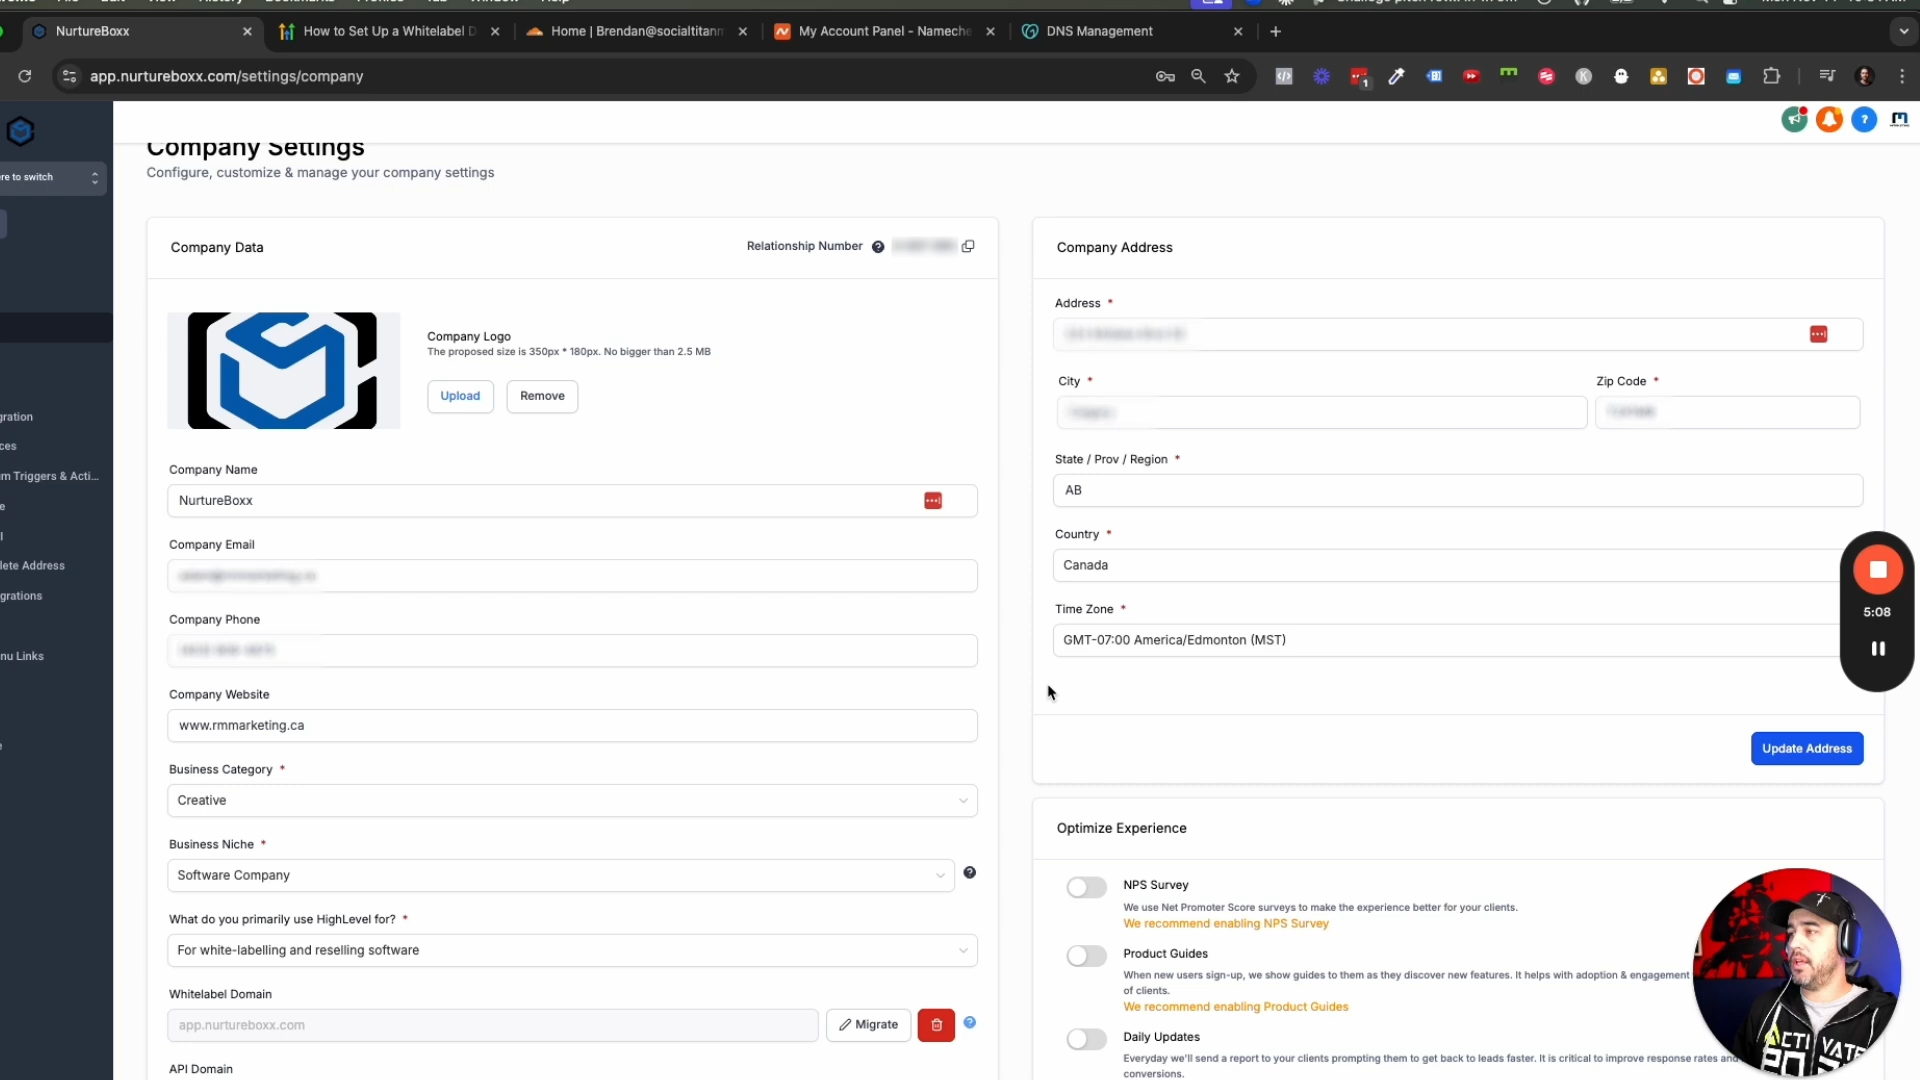 NurtureBoxx
How to Set Up a Whitelabel D
Home | Brendan@socialtitanm
My Account Panel - Nameche
DNS Management
app.nurtureboxx.com/settings/company
1
ere to switch
gration
ces
m Triggers & Acti...
e
l
lete Address
grations
nu Links
e
Company Settings
Configure, customize & manage your company settings
Company Data
Relationship Number
Company Logo
The proposed size is 350px * 180px. No bigger than 2.5 MB
Upload
Remove
Company Name
NurtureBoxx
Company Email
Company Phone
Company Website
www.rmmarketing.ca
Business Category *
Creative
Business Niche *
Software Company
What do you primarily use HighLevel for? *
For white-labelling and reselling software
Whitelabel Domain
app.nurtureboxx.com
Migrate
API Domain
Company Address
Address *
City *
Zip Code *
State / Prov / Region *
AB
Country *
Canada
Time Zone *
GMT-07:00 America/Edmonton (MST)
Update Address
5:08
Optimize Experience
NPS Survey
We use Net Promoter Score surveys to make the experience better for your clients.
We recommend enabling NPS Survey
Product Guides
When new users sign-up, we show guides to them as they discover new features. It helps with adoption & engagement
of clients.
We recommend enabling Product Guides
Daily Updates
Everyday we'll send a report to your clients prompting them to get back to leads faster. It is critical to improve response rates and
conversions.